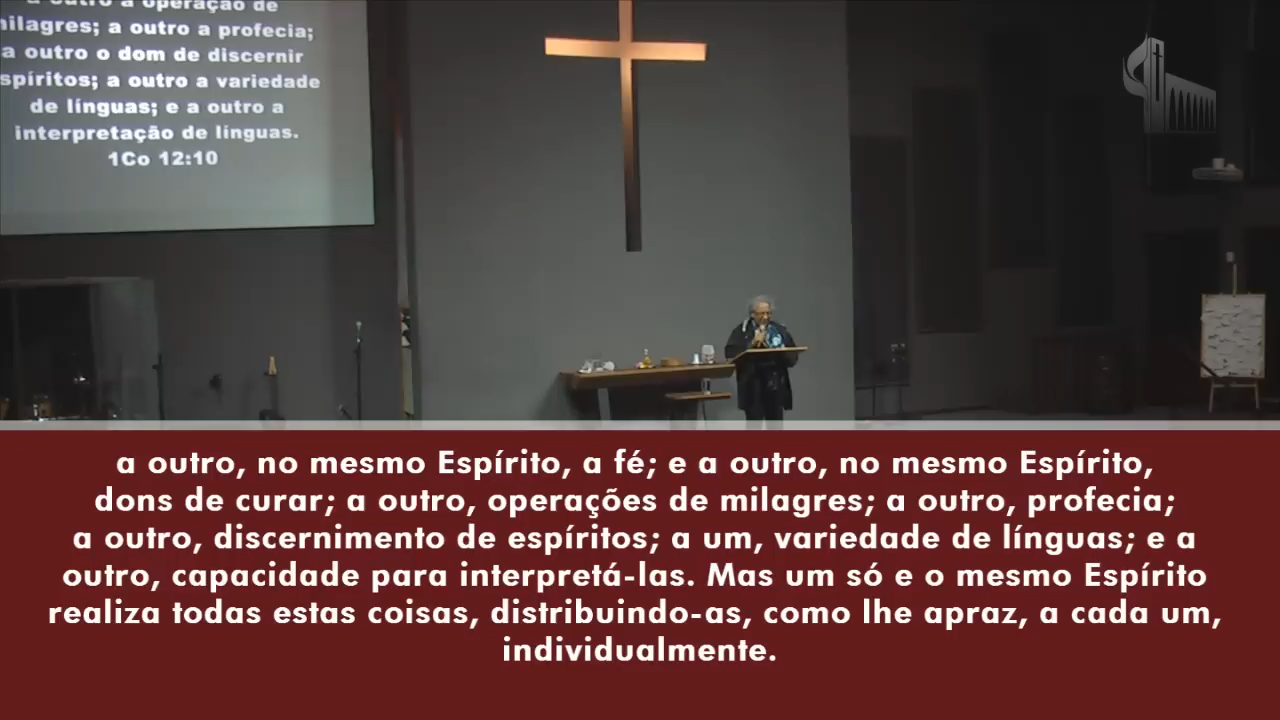 a outro a operação de
milagres; a outro a profecia;
a outro o dom de discernir
espíritos; a outro a variedade
de línguas; e a outro a
interpretação de línguas.
1Co 12:10
a outro, no mesmo Espírito, a fé; e a outro, no mesmo Espírito,
dons de curar; a outro, operações de milagres; a outro, profecia;
a outro, discernimento de espíritos; a um, variedade de línguas; e a
outro, capacidade para interpretá-las. Mas um só e o mesmo Espírito
realiza todas estas coisas, distribuindo-as, como lhe apraz, a cada um,
individualmente.